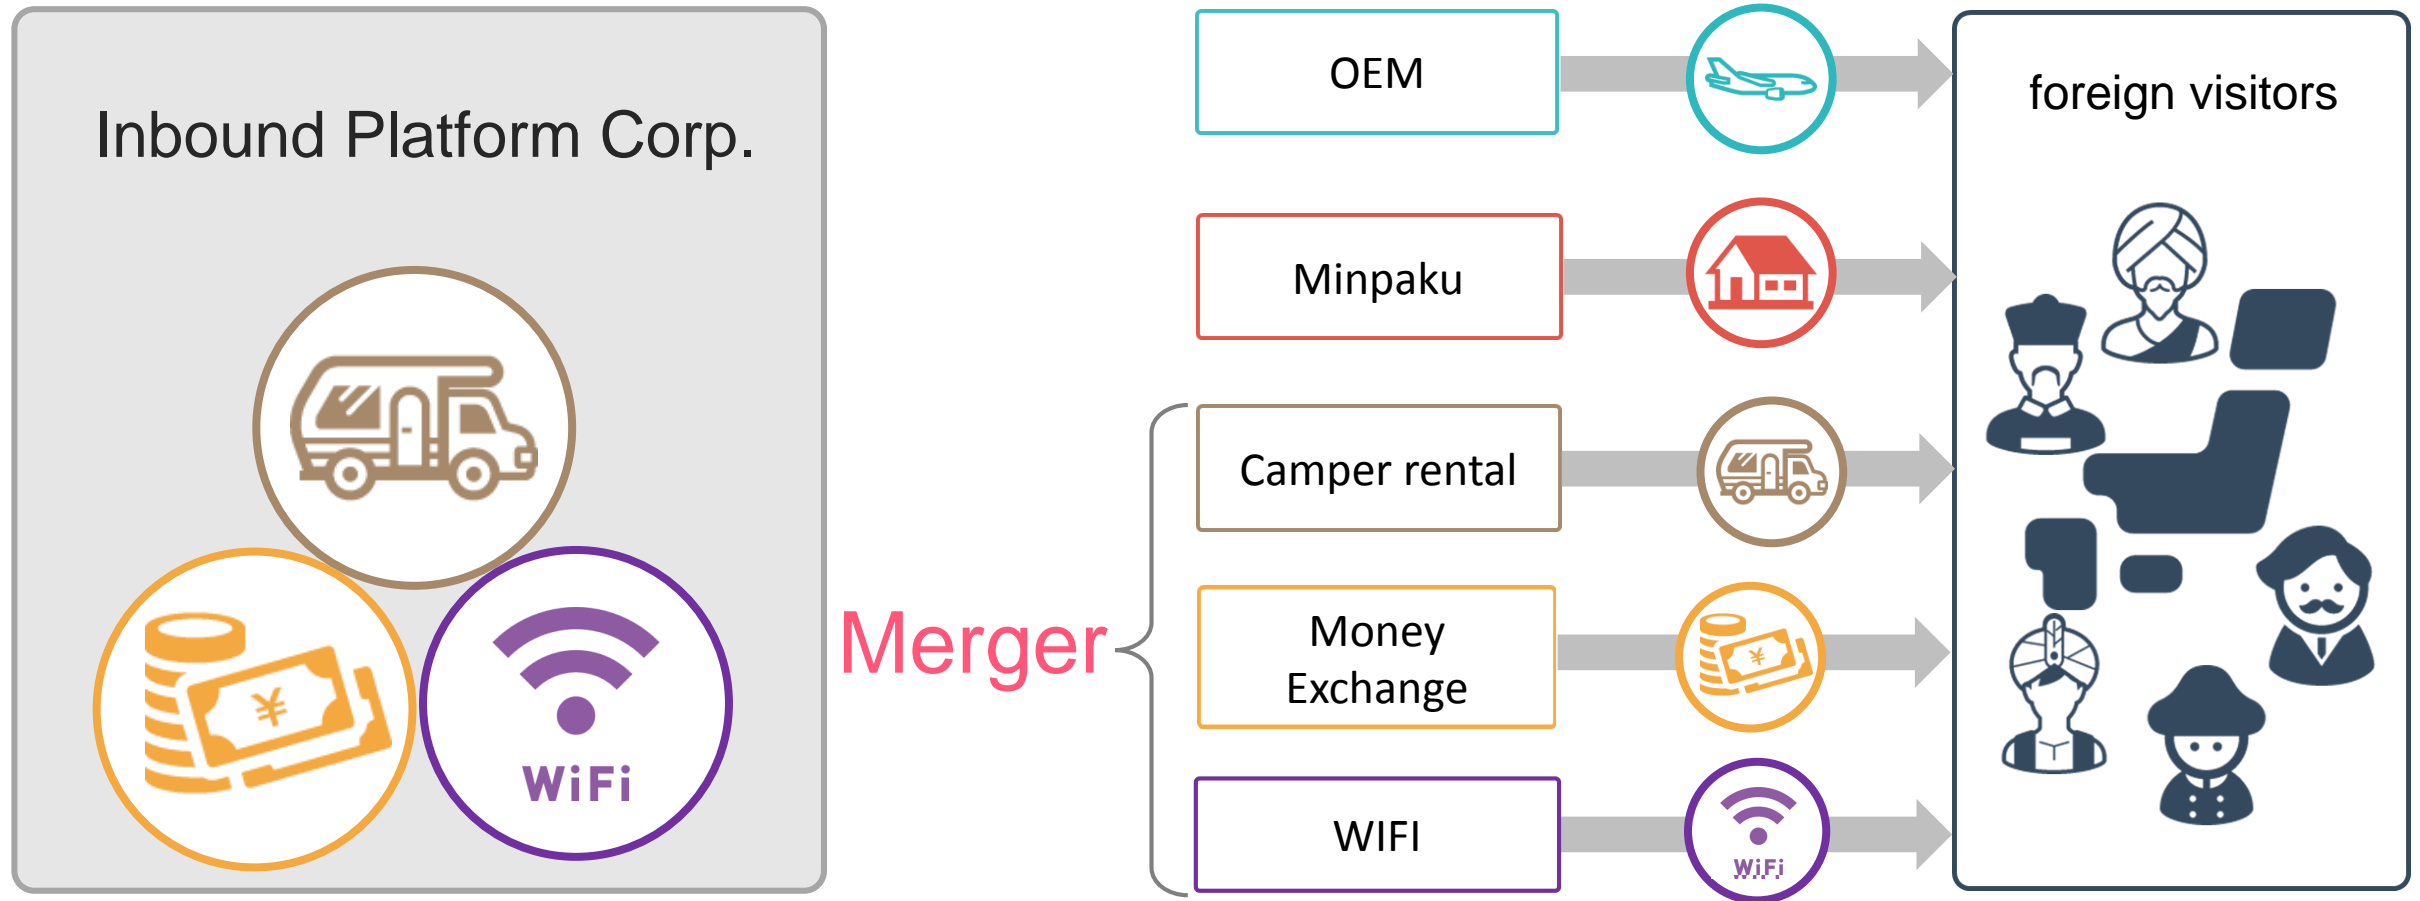 Inbound Platform Corp.
¥
WiFi
Merger
OEM
Minpaku
Camper rental
Money
Exchange
¥
WIFI
WiFi
foreign visitors